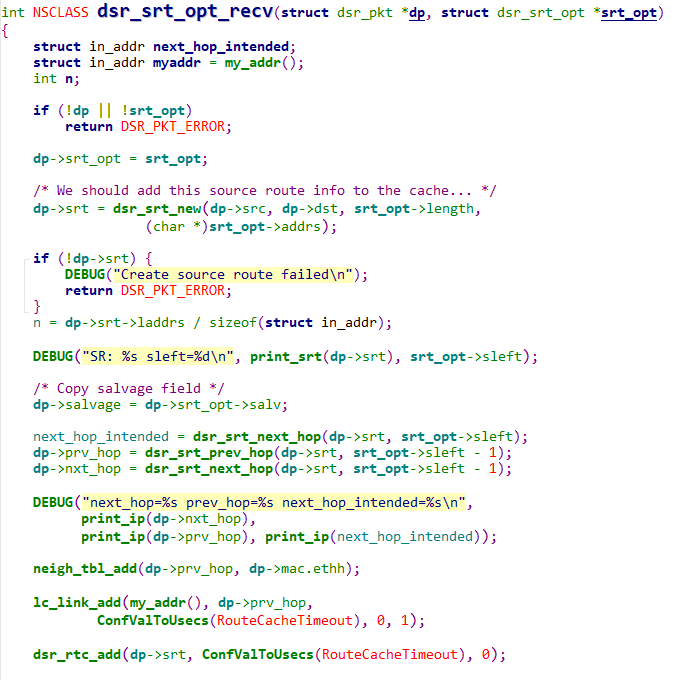 int NSCLASS dsr_srt_opt_recv(struct dsr_pkt *dp, struct dsr_srt_opt *srt_opt)
{
    struct in_addr next_hop_intended;
    struct in_addr myaddr = my_addr();
    int n;

    if (!dp || !srt_opt)
        return DSR_PKT_ERROR;

    dp->srt_opt = srt_opt;

    /* We should add this source route info to the cache... */
    dp->srt = dsr_srt_new(dp->src, dp->dst, srt_opt->length,
                  (char *)srt_opt->addrs);

    if (!dp->srt) {
        DEBUG("Create source route failed\n");
        return DSR_PKT_ERROR;
    }
    n = dp->srt->laddrs / sizeof(struct in_addr);

    DEBUG("SR: %s sleft=%d\n", print_srt(dp->srt), srt_opt->sleft);

    /* Copy salvage field */
    dp->salvage = dp->srt_opt->salv;

    next_hop_intended = dsr_srt_next_hop(dp->srt, srt_opt->sleft);
    dp->prv_hop = dsr_srt_prev_hop(dp->srt, srt_opt->sleft - 1);
    dp->nxt_hop = dsr_srt_next_hop(dp->srt, srt_opt->sleft - 1);

    DEBUG("next_hop=%s prev_hop=%s next_hop_intended=%s\n",
          print_ip(dp->nxt_hop),
          print_ip(dp->prv_hop), print_ip(next_hop_intended));

    neigh_tbl_add(dp->prv_hop, dp->mac.ethh);

    lc_link_add(my_addr(), dp->prv_hop,
            ConfValToUsecs(RouteCacheTimeout), 0, 1);

    dsr_rtc_add(dp->srt, ConfValToUsecs(RouteCacheTimeout), 0);